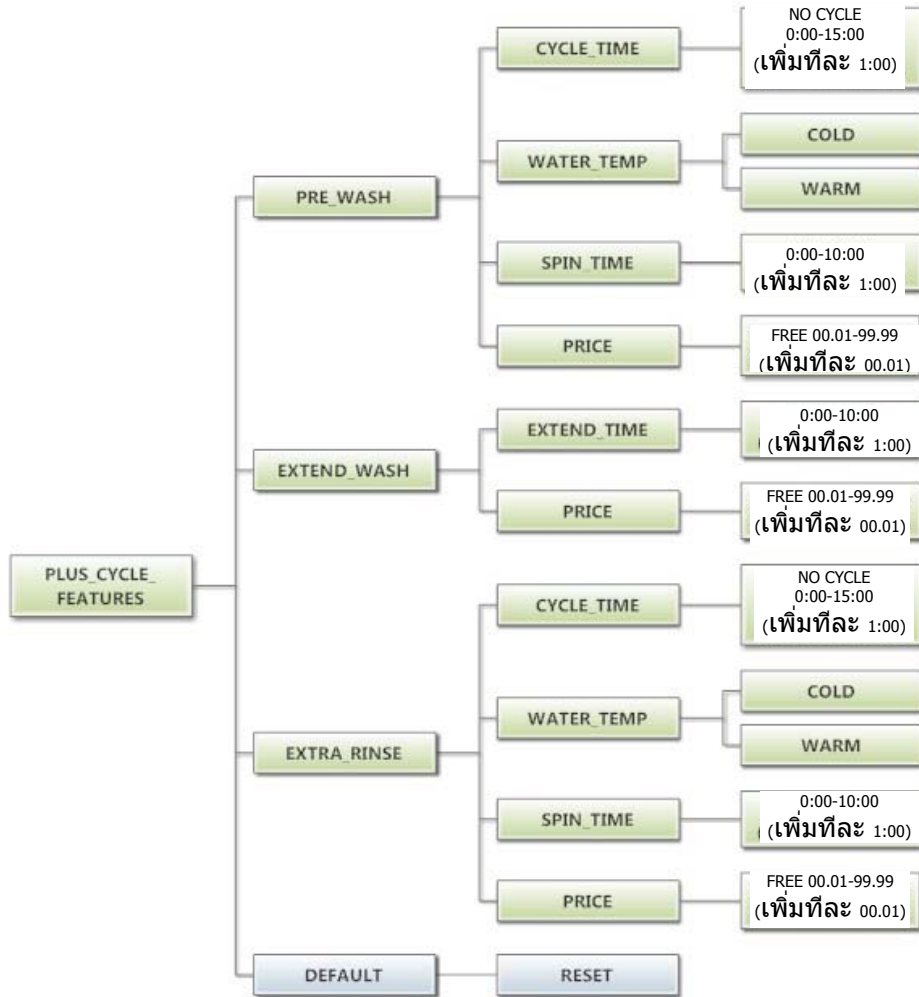 NO CYCLE
0:00-15:00
(เพิ่มทีละ 1:00)
CYCLE_TIME
COLD
WATER_TEMP
WARM
PRE_WASH
0:00-10:00
(เพิ่มทีละ 1:00)
SPIN_TIME
FREE 00.01-99.99
(เพิ่มทีละ 00.01)
PRICE
0:00-10:00
(เพิ่มทีละ 1:00)
EXTEND_TIME
EXTEND_WASH
FREE 00.01-99.99
(เพิ่มทีละ 00.01)
PRICE
PLUS_CYCLE_
FEATURES
NO CYCLE
0:00-15:00
(เพิ่มทีละ 1:00)
CYCLE_TIME
COLD
WATER_TEMP
WARM
EXTRA_RINSE
0:00-10:00
(เพิ่มทีละ 1:00)
SPIN_TIME
FREE 00.01-99.99
(เพิ่มทีละ 00.01)
PRICE
DEFAULT
RESET